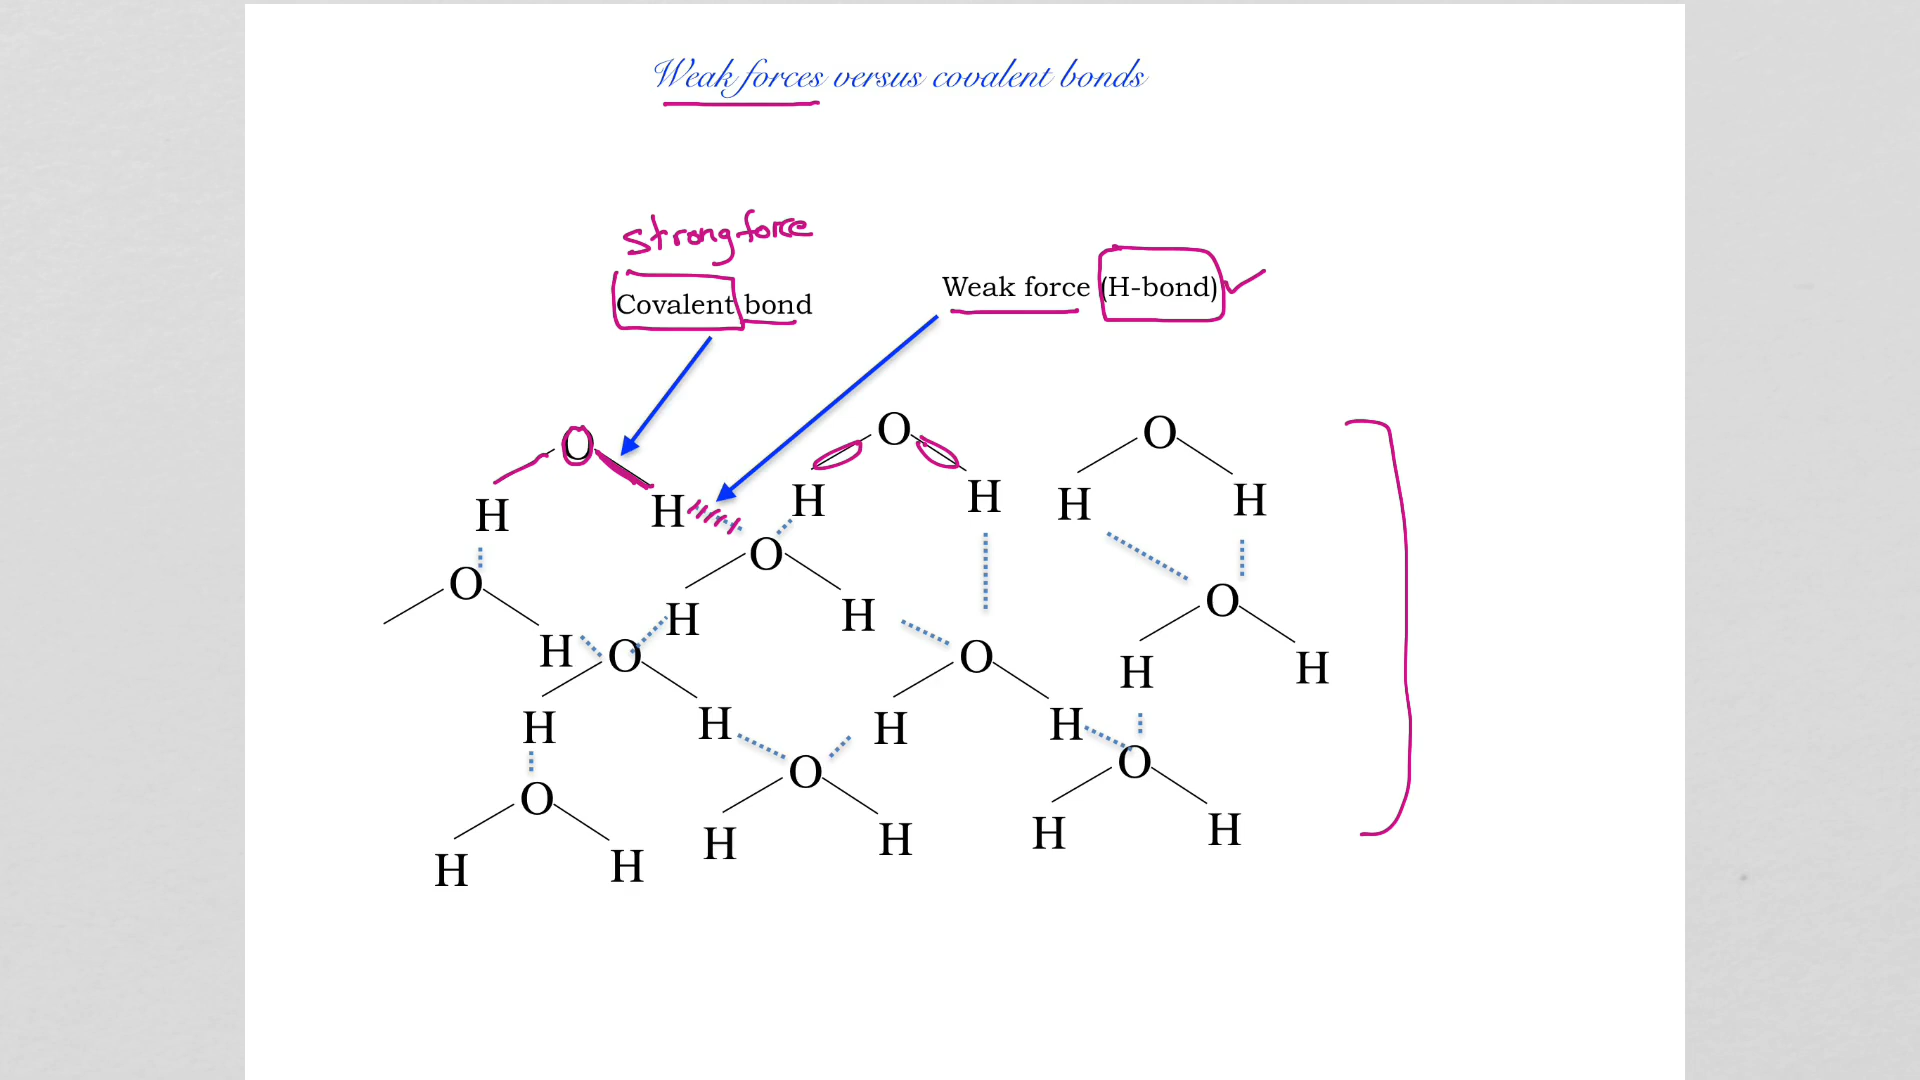 Weak forces versus covalent bonds
strong force
Covalent bond
Weak force (H-bond)
O O O
H H H H H H
O O O
H H H
O O H H
H H H H
H O O
O H H H H
H H